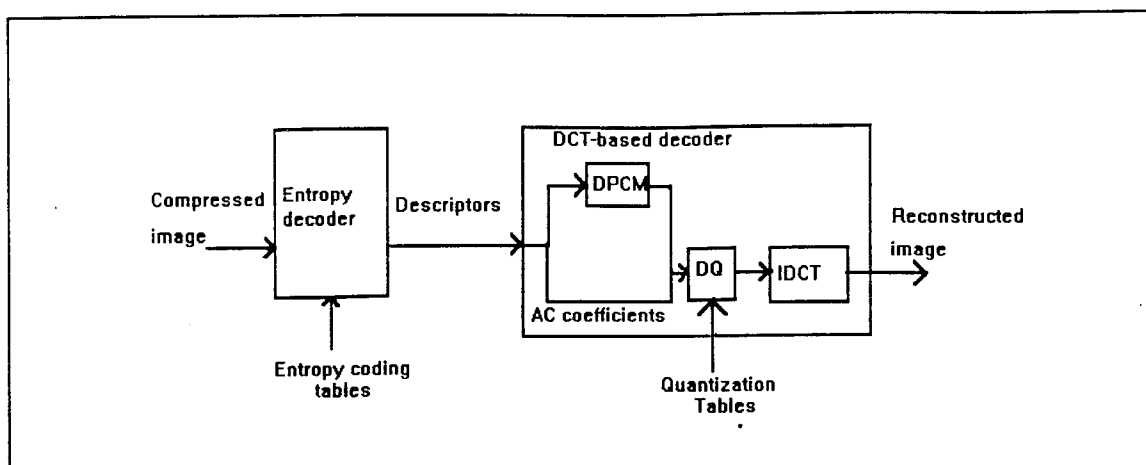 DCT-based decoder
DPCM
Compressed
image
Entropy
decoder
Descriptors
Reconstructed
image
DQ
IDCT
AC coefficients
Entropy coding
tables
Quantization
Tables